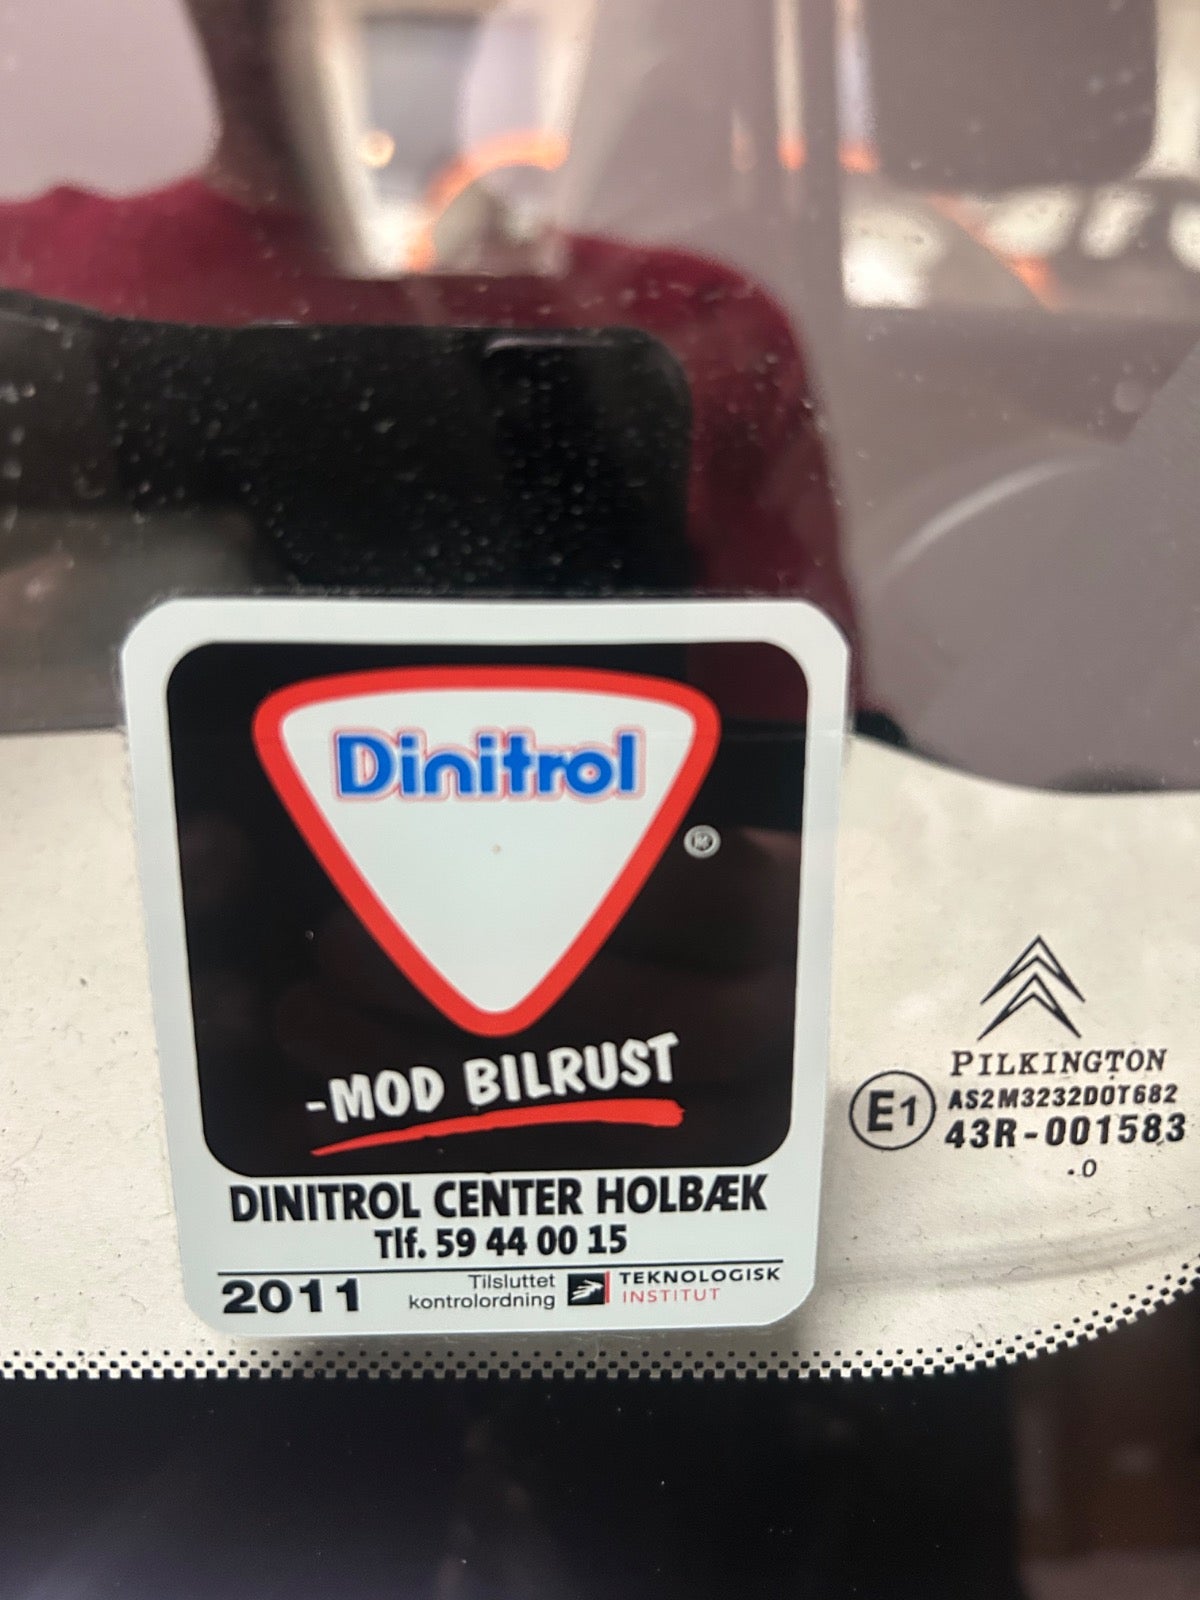 Dinitrol
®
-MOD BILRUST
DINITROL CENTER HOLBÆK
Tlf. 59 44 00 15
2011
Tilsluttet
kontrolordning
TEKNOLOGISK
INSTITUT
PILKINGTON
E1
AS2M3232DOT682
43R-001583
.0